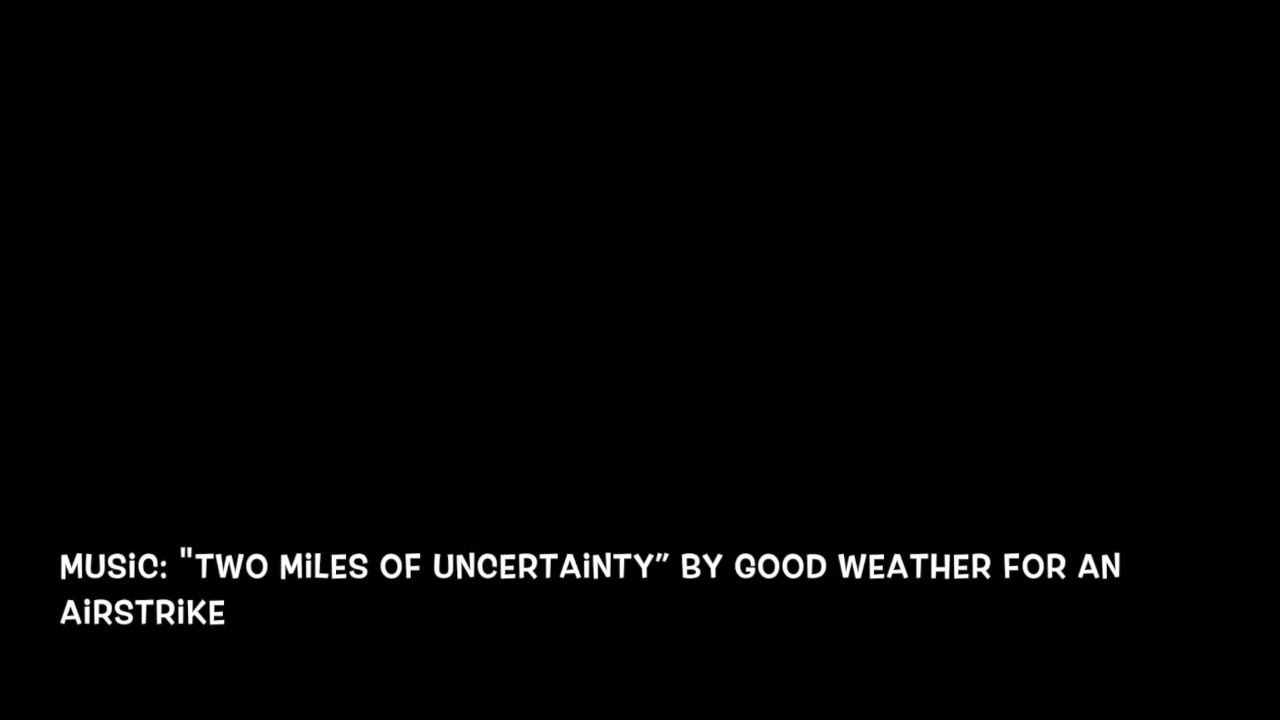 MUSiC: "TWO MiLES OF UNCERTAiNTY” BY GOOD WEATHER FOR AN
AiRSTRiKE